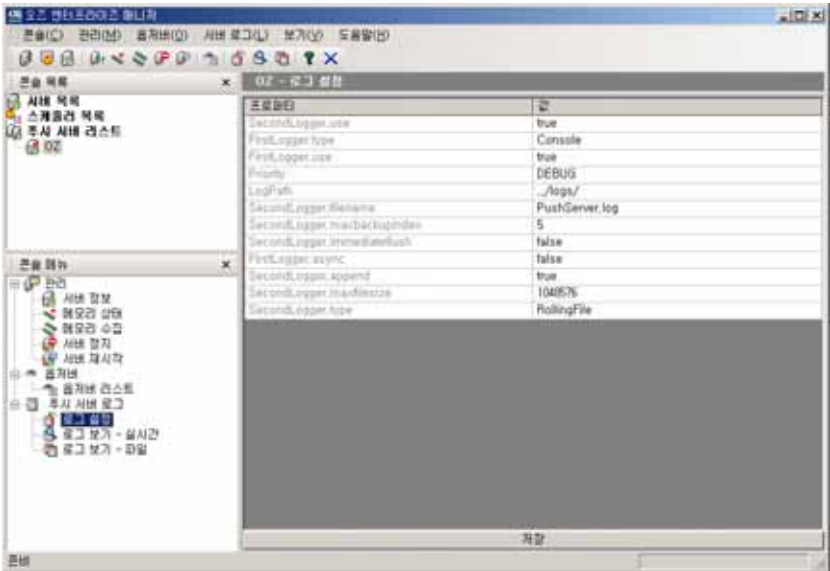 오즈 엔터프라이즈 매니저
콘솔(C) 관리(M) 옵저버(O) 서버 로그(L) 보기(V) 도움말(H)
콘솔 목록
서버 목록
스케줄러 목록
푸시 서버 리스트
OZ
콘솔 메뉴
관리
서버 정보
메모리 상태
메모리 수집
서버 정지
서버 재시작
옵저버
옵저버 리스트
푸시 서버 로그
로그 설정
로그 보기 - 실시간
로그 보기 - 파일
OZ - 로그 설정
프로퍼티 값
SecondLogger.use true
FirstLogger.type Console
FirstLogger.use true
Priority DEBUG
LogPath ../logs/
SecondLogger.filename PushServer.log
SecondLogger.maxbackupindex 5
SecondLogger.immediateflush false
FirstLogger.async false
SecondLogger.append true
SecondLogger.maxfilesize 1048576
SecondLogger.type RollingFile
저장
준비